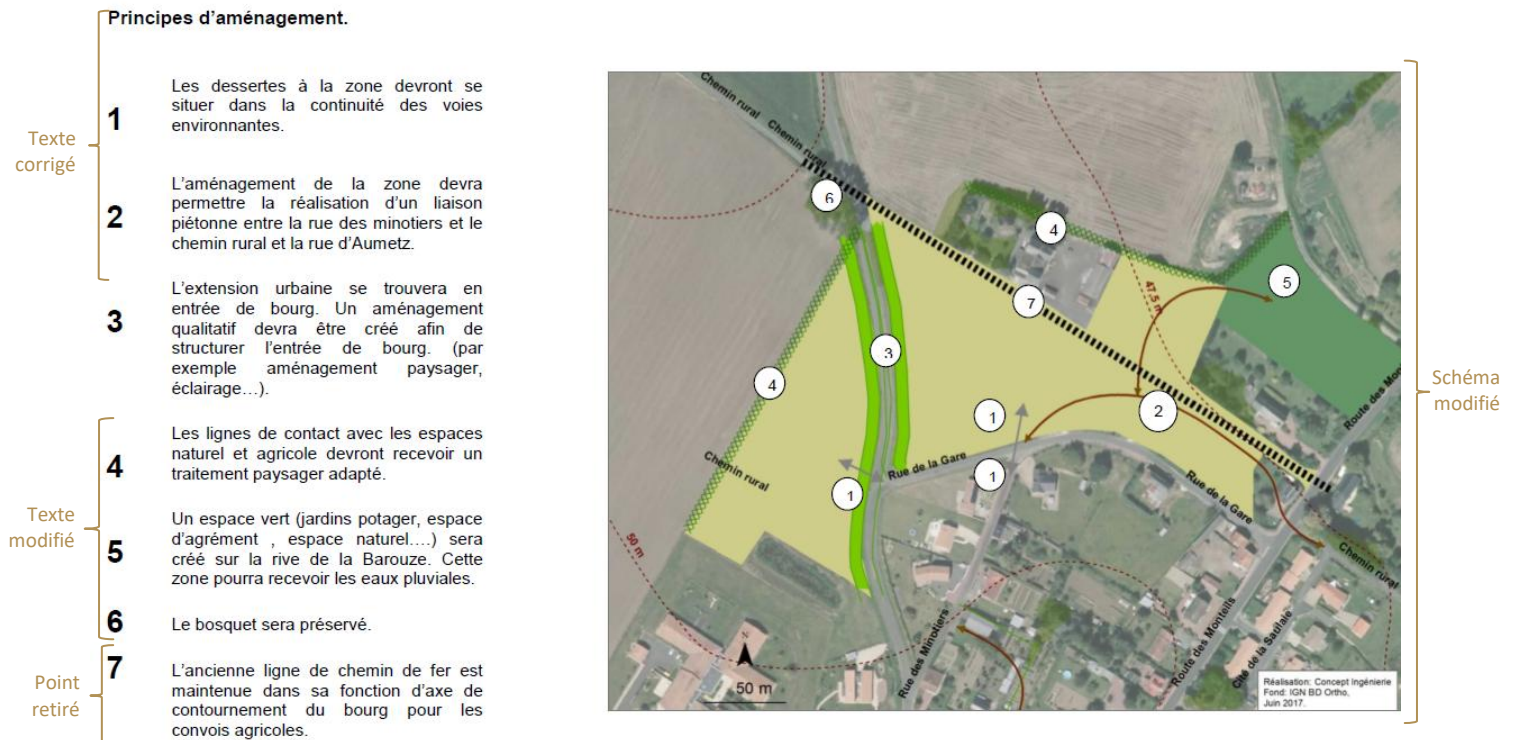 Principes d'aménagement.
1
Les dessertes à la zone devront se
situer dans la continuité des voies
environnantes.
2
L'aménagement de la zone devra
permettre la réalisation d'un liaison
piétonne entre la rue des minotiers et le
chemin rural et la rue d'Aumetz.
3
L'extension urbaine se trouvera en
entrée de bourg. Un aménagement
qualitatif devra être créé afin de
structurer l'entrée de bourg. (par
exemple aménagement paysager,
éclairage…).
4
Les lignes de contact avec les espaces
naturel et agricole devront recevoir un
traitement paysager adapté.
5
Un espace vert (jardins potager, espace
d'agrément , espace naturel….) sera
créé sur la rive de la Barouze. Cette
zone pourra recevoir les eaux pluviales.
6
Le bosquet sera préservé.
7
L'ancienne ligne de chemin de fer est
maintenue dans sa fonction d'axe de
contournement du bourg pour les
convois agricoles.
Texte
corrigé
Texte
modifié
Point
retiré
Chemin rural
Chemin rural
6
4
5
47,5 m
7
3
4
2
1
1
1
Route des Mon
Rue de la Gare
Rue de la Gare
Chemin rural
50 m
Chemin rural
Rue des Minotiers
Route des Monteils
Cité de la Saulaie
N
50 m
Réalisation: Concept Ingénierie
Fond: IGN BD Ortho,
Juin 2017.
Schéma
modifié